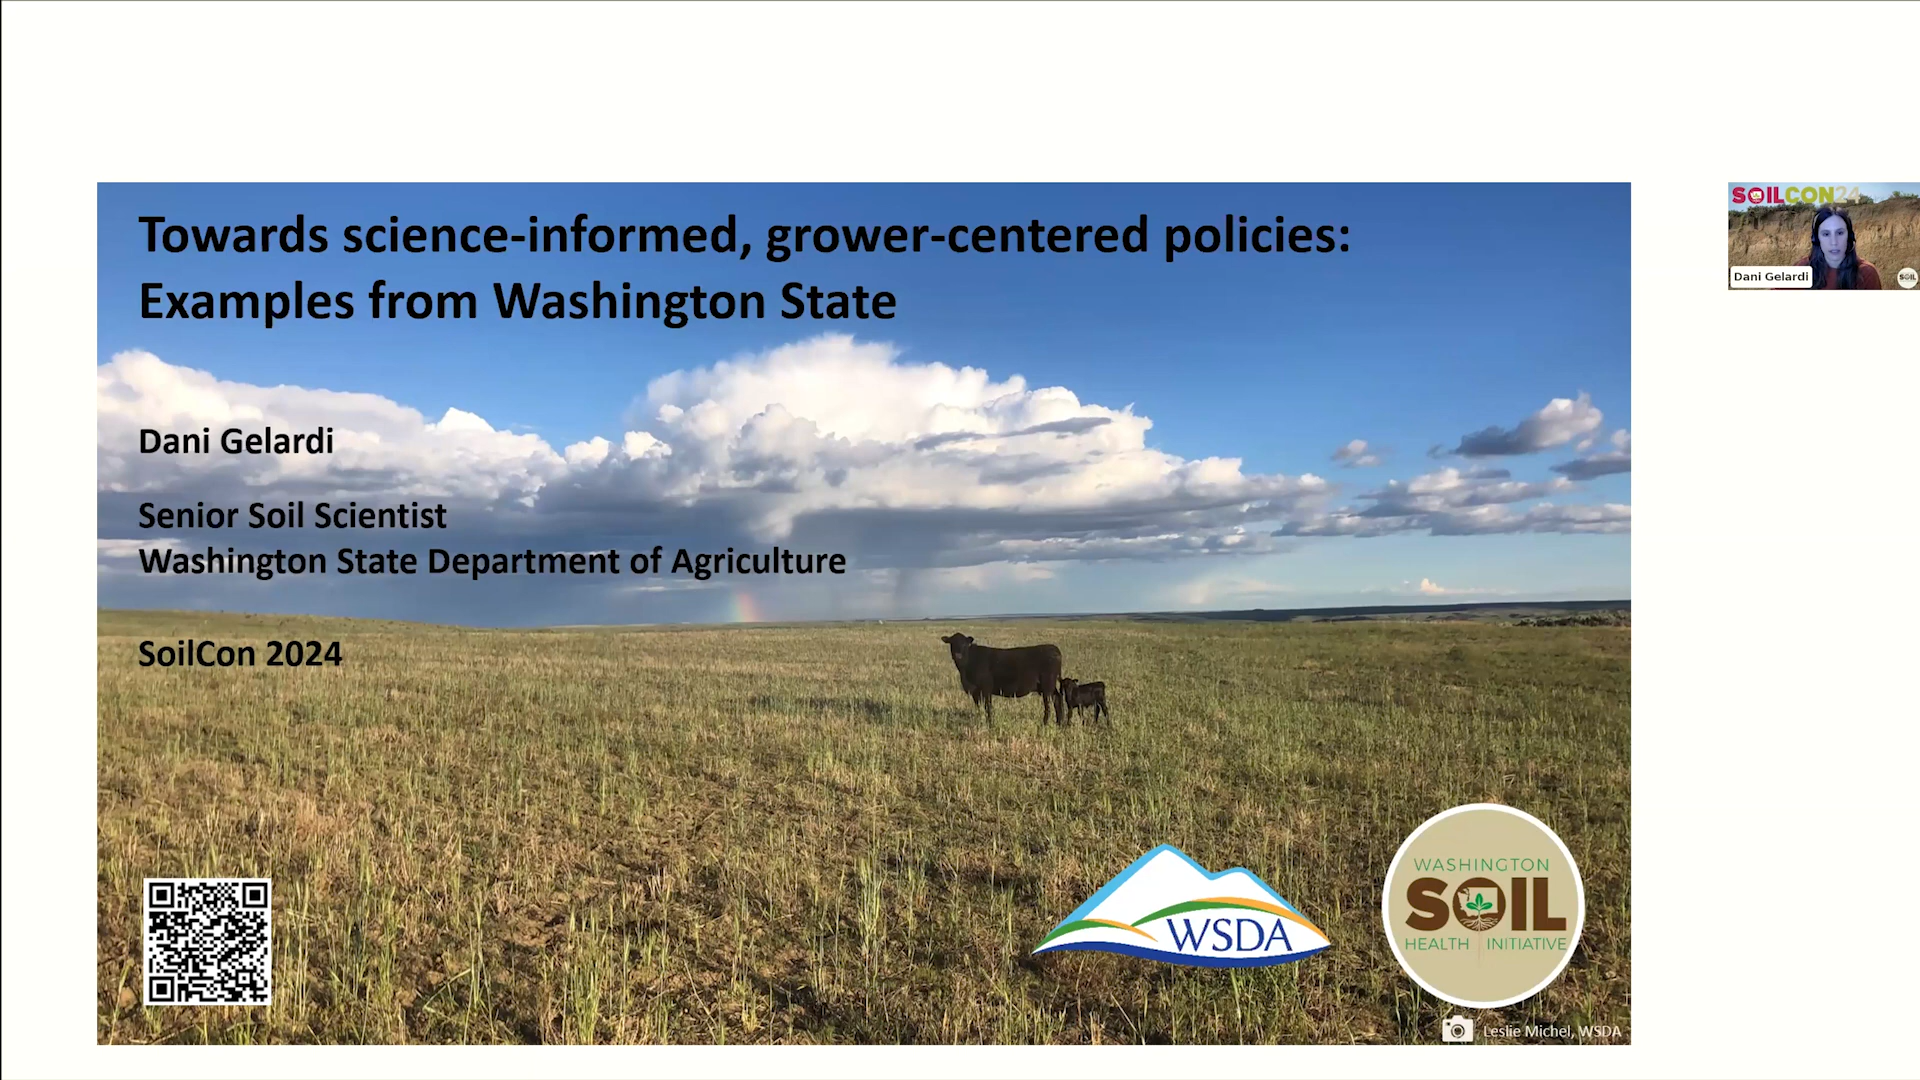 Towards science-informed, grower-centered policies:
Examples from Washington State
SOILCON24
Dani Gelardi
SOIL
Dani Gelardi
Senior Soil Scientist
Washington State Department of Agriculture
SoilCon 2024
WSDA
WASHINGTON
SOIL
HEALTH INITIATIVE
Leslie Michel, WSDA